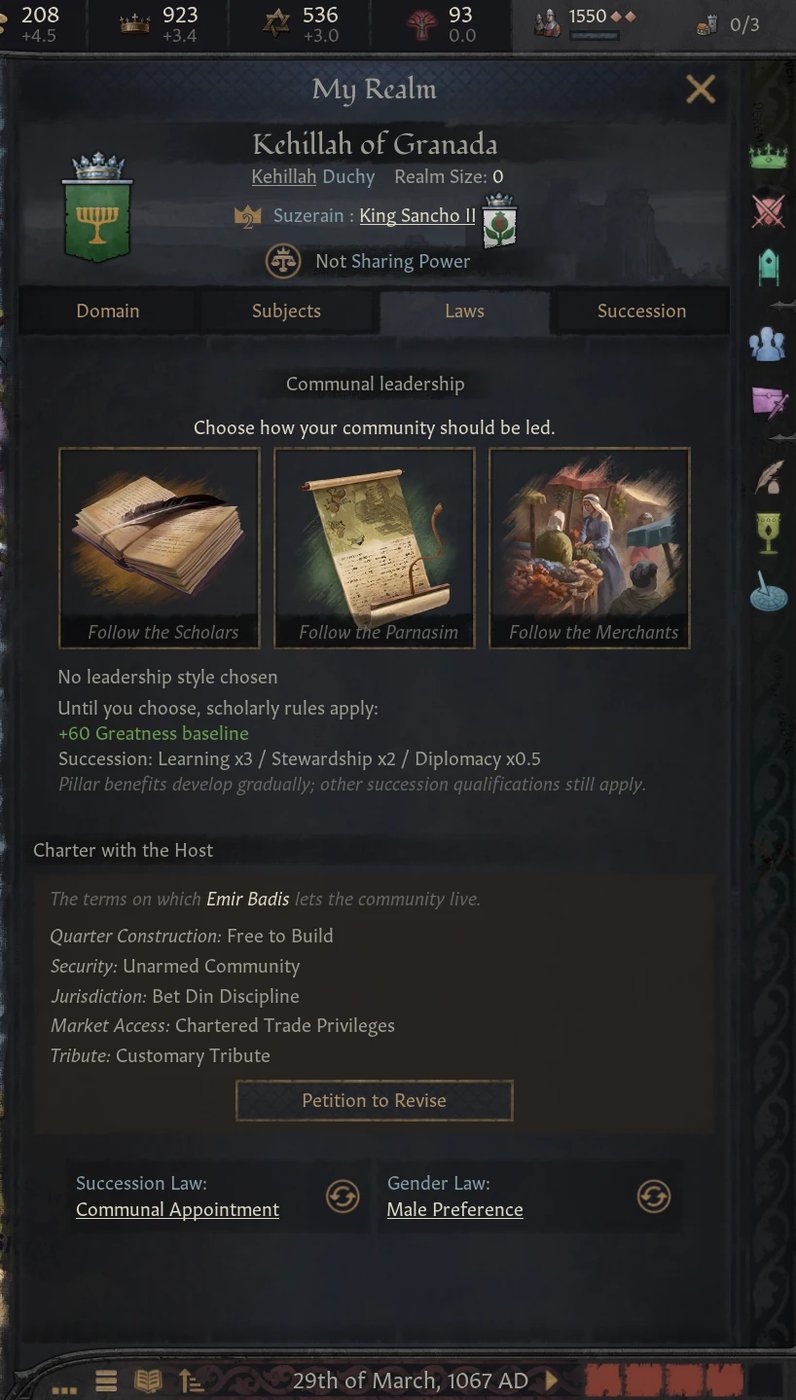 208 923 536 93 1550 0/3
+4.5 +3.4 +3.0 0.0
My Realm
Kehillah of Granada
Kehillah Duchy Realm Size: 0
2 Suzerain : King Sancho II
Not Sharing Power
Domain Subjects Laws Succession
Communal leadership
Choose how your community should be led.
Follow the Scholars Follow the Parnasim Follow the Merchants
No leadership style chosen
Until you choose, scholarly rules apply:
+60 Greatness baseline
Succession: Learning x3 / Stewardship x2 / Diplomacy x0.5
Pillar benefits develop gradually; other succession qualifications still apply.
Charter with the Host
The terms on which Emir Badis lets the community live.
Quarter Construction: Free to Build
Security: Unarmed Community
Jurisdiction: Bet Din Discipline
Market Access: Chartered Trade Privileges
Tribute: Customary Tribute
Petition to Revise
Succession Law: Gender Law:
Communal Appointment Male Preference
29th of March, 1067 AD